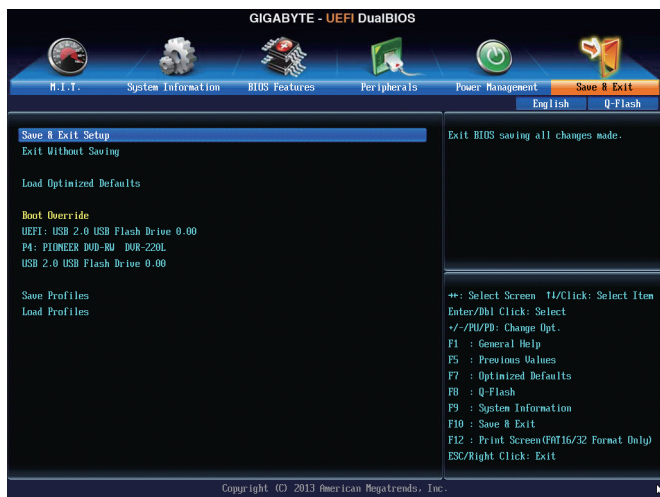 GIGABYTE - UEFI DualBIOS
M.I.T. System Information BIOS Features Peripherals Power Management Save & Exit
English Q-Flash
Save & Exit Setup
Exit Without Saving
Load Optimized Defaults
Boot Override
UEFI: USB 2.0 USB Flash Drive 0.00
P4: PIONEER DVD-RW DVR-220L
USB 2.0 USB Flash Drive 0.00
Save Profiles
Load Profiles
Exit BIOS saving all changes made.
→←: Select Screen ↑↓/Click: Select Item
Enter/Dbl Click: Select
+/-/PU/PD: Change Opt.
F1 : General Help
F5 : Previous Values
F7 : Optimized Defaults
F8 : Q-Flash
F9 : System Information
F10 : Save & Exit
F12 : Print Screen(FAT16/32 Format Only)
ESC/Right Click: Exit
Copyright (C) 2013 American Megatrends, Inc.